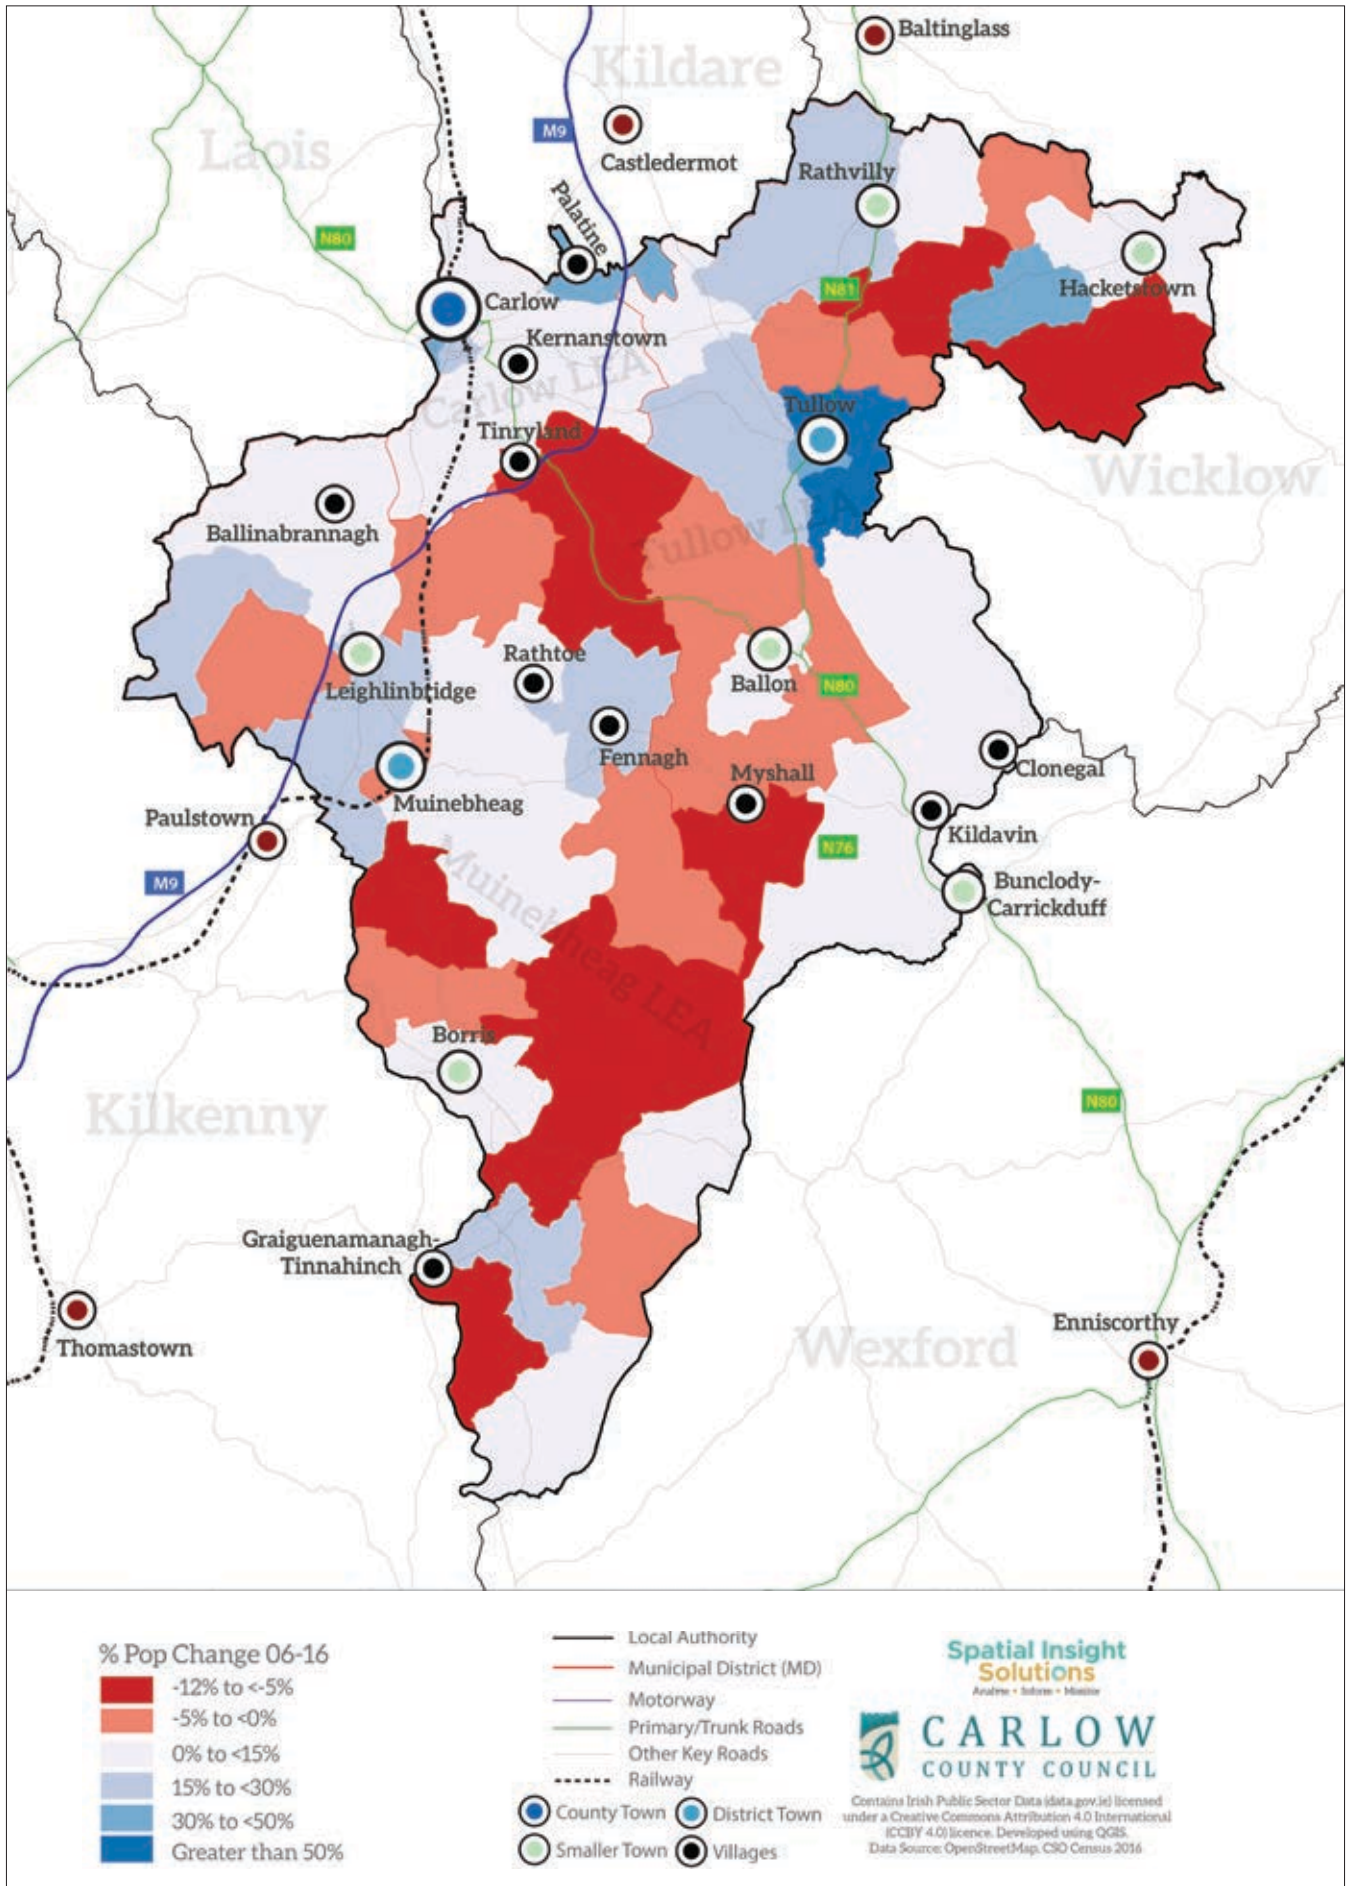 Baltinglass
Kildare
M9
Castledermot
Laois
Rathvilly
Palatine
N80
N81
Hacketstown
Carlow
Kernanstown
Carlow LEA
Tullow
Tinryland
Wicklow
Ballinabrannagh
Tullow LEA
Rathtoe
Leighlinbridge
Ballon
N80
Fennagh
Clonegal
Myshall
Muinebheag
Paulstown
Kildavin
N76
M9
Bunclody-
Carrickduff
Muinebheag LEA
Borris
Kilkenny
N80
Graiguenamanagh-
Tinnahinch
Thomastown
Wexford
Enniscorthy
% Pop Change 06-16
-12% to <-5%
-5% to <0%
0% to <15%
15% to <30%
30% to <50%
Greater than 50%
Local Authority
Municipal District (MD)
Motorway
Primary/Trunk Roads
Other Key Roads
Railway
County Town
District Town
Smaller Town
Villages
Spatial Insight
Solutions
Analyse • Inform • Monitor
CARLOW
COUNTY COUNCIL
Contains Irish Public Sector Data (data.gov.ie) licensed
under a Creative Commons Attribution 4.0 International
(CCBY 4.0) licence. Developed using QGIS.
Data Source: OpenStreetMap, CSO Census 2016